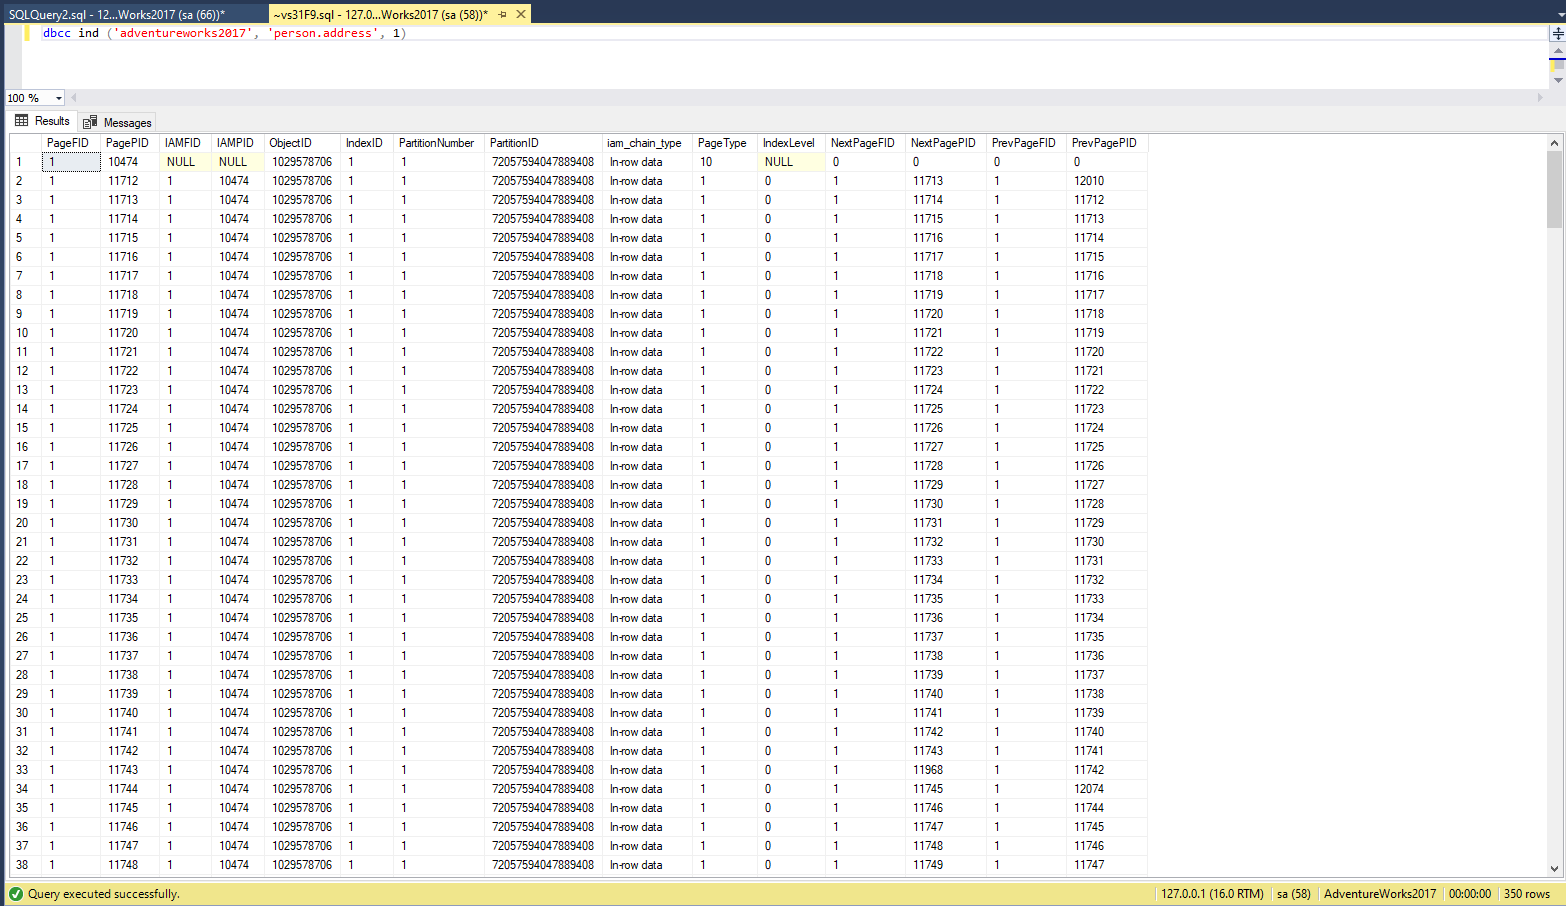 SQLQuery2.sql - 12...Works2017 (sa (66))* ~vs31F9.sql - 127.0...Works2017 (sa (58))*
dbcc ind ('adventureworks2017', 'person.address', 1)
100 %
Results Messages
PageFID PagePID IAMFID IAMPID ObjectID IndexID PartitionNumber PartitionID iam_chain_type PageType IndexLevel NextPageFID NextPagePID PrevPageFID PrevPagePID
1 1 10474 NULL NULL 1029578706 1 1 72057594047889408 In-row data 10 NULL 0 0 0 0
2 1 11712 1 10474 1029578706 1 1 72057594047889408 In-row data 1 0 1 11713 1 12010
3 1 11713 1 10474 1029578706 1 1 72057594047889408 In-row data 1 0 1 11714 1 11712
4 1 11714 1 10474 1029578706 1 1 72057594047889408 In-row data 1 0 1 11715 1 11713
5 1 11715 1 10474 1029578706 1 1 72057594047889408 In-row data 1 0 1 11716 1 11714
6 1 11716 1 10474 1029578706 1 1 72057594047889408 In-row data 1 0 1 11717 1 11715
7 1 11717 1 10474 1029578706 1 1 72057594047889408 In-row data 1 0 1 11718 1 11716
8 1 11718 1 10474 1029578706 1 1 72057594047889408 In-row data 1 0 1 11719 1 11717
9 1 11719 1 10474 1029578706 1 1 72057594047889408 In-row data 1 0 1 11720 1 11718
10 1 11720 1 10474 1029578706 1 1 72057594047889408 In-row data 1 0 1 11721 1 11719
11 1 11721 1 10474 1029578706 1 1 72057594047889408 In-row data 1 0 1 11722 1 11720
12 1 11722 1 10474 1029578706 1 1 72057594047889408 In-row data 1 0 1 11723 1 11721
13 1 11723 1 10474 1029578706 1 1 72057594047889408 In-row data 1 0 1 11724 1 11722
14 1 11724 1 10474 1029578706 1 1 72057594047889408 In-row data 1 0 1 11725 1 11723
15 1 11725 1 10474 1029578706 1 1 72057594047889408 In-row data 1 0 1 11726 1 11724
16 1 11726 1 10474 1029578706 1 1 72057594047889408 In-row data 1 0 1 11727 1 11725
17 1 11727 1 10474 1029578706 1 1 72057594047889408 In-row data 1 0 1 11728 1 11726
18 1 11728 1 10474 1029578706 1 1 72057594047889408 In-row data 1 0 1 11729 1 11727
19 1 11729 1 10474 1029578706 1 1 72057594047889408 In-row data 1 0 1 11730 1 11728
20 1 11730 1 10474 1029578706 1 1 72057594047889408 In-row data 1 0 1 11731 1 11729
21 1 11731 1 10474 1029578706 1 1 72057594047889408 In-row data 1 0 1 11732 1 11730
22 1 11732 1 10474 1029578706 1 1 72057594047889408 In-row data 1 0 1 11733 1 11731
23 1 11733 1 10474 1029578706 1 1 72057594047889408 In-row data 1 0 1 11734 1 11732
24 1 11734 1 10474 1029578706 1 1 72057594047889408 In-row data 1 0 1 11735 1 11733
25 1 11735 1 10474 1029578706 1 1 72057594047889408 In-row data 1 0 1 11736 1 11734
26 1 11736 1 10474 1029578706 1 1 72057594047889408 In-row data 1 0 1 11737 1 11735
27 1 11737 1 10474 1029578706 1 1 72057594047889408 In-row data 1 0 1 11738 1 11736
28 1 11738 1 10474 1029578706 1 1 72057594047889408 In-row data 1 0 1 11739 1 11737
29 1 11739 1 10474 1029578706 1 1 72057594047889408 In-row data 1 0 1 11740 1 11738
30 1 11740 1 10474 1029578706 1 1 72057594047889408 In-row data 1 0 1 11741 1 11739
31 1 11741 1 10474 1029578706 1 1 72057594047889408 In-row data 1 0 1 11742 1 11740
32 1 11742 1 10474 1029578706 1 1 72057594047889408 In-row data 1 0 1 11743 1 11741
33 1 11743 1 10474 1029578706 1 1 72057594047889408 In-row data 1 0 1 11968 1 11742
34 1 11744 1 10474 1029578706 1 1 72057594047889408 In-row data 1 0 1 11745 1 12074
35 1 11745 1 10474 1029578706 1 1 72057594047889408 In-row data 1 0 1 11746 1 11744
36 1 11746 1 10474 1029578706 1 1 72057594047889408 In-row data 1 0 1 11747 1 11745
37 1 11747 1 10474 1029578706 1 1 72057594047889408 In-row data 1 0 1 11748 1 11746
38 1 11748 1 10474 1029578706 1 1 72057594047889408 In-row data 1 0 1 11749 1 11747
Query executed successfully. 127.0.0.1 (16.0 RTM) sa (58) AdventureWorks2017 00:00:00 350 rows